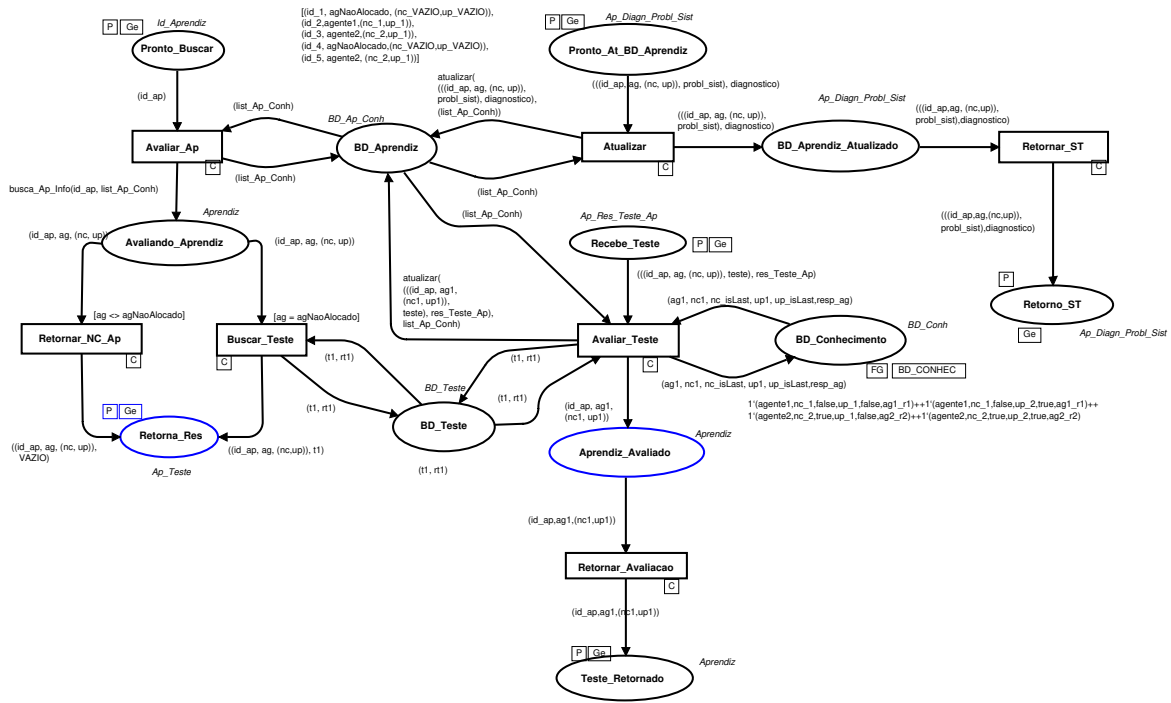 Id_Aprendiz
P Ge
Pronto_Buscar
(id_ap)
[(id_1, agNaoAlocado, (nc_VAZIO,up_VAZIO)),
(id_2,agente1,(nc_1,up_1)),
(id_3, agente2,(nc_2,up_1)),
(id_4, agNaoAlocado,(nc_VAZIO,up_VAZIO)),
(id_5, agente2, (nc_2,up_1))]
Ap_Diagn_Probl_Sist
P Ge
Pronto_At_BD_Aprendiz
(((id_ap, ag, (nc, up)), probl_sist), diagnostico)
atualizar(
(((id_ap, ag, (nc, up)),
probl_sist), diagnostico),
(list_Ap_Conh))
(list_Ap_Conh)
BD_Ap_Conh
Avaliar_Ap
C
BD_Aprendiz
(list_Ap_Conh)
Atualizar
C
(list_Ap_Conh)
(((id_ap, ag, (nc, up)),
probl_sist), diagnostico)
Ap_Diagn_Probl_Sist
BD_Aprendiz_Atualizado
(((id_ap,ag, (nc,up)),
probl_sist),diagnostico)
Retornar_ST
C
busca_Ap_Info(id_ap, list_Ap_Conh)
Aprendiz
Avaliando_Aprendiz
(id_ap, ag, (nc, up))
(id_ap, ag, (nc, up))
(list_Ap_Conh)
Ap_Res_Teste_Ap
Recebe_Teste
P Ge
(((id_ap, ag, (nc, up)), teste), res_Teste_Ap)
(((id_ap,ag,(nc,up)),
probl_sist),diagnostico)
P
Retorno_ST
Ge
Ap_Diagn_Probl_Sist
atualizar(
(((id_ap, ag1,
(nc1, up1)),
teste), res_Teste_Ap),
list_Ap_Conh)
[ag <> agNaoAlocado]
Retornar_NC_Ap
C
[ag = agNaoAlocado]
Buscar_Teste
C
(t1, rt1)
(t1, rt1)
Avaliar_Teste
C
(ag1, nc1, nc_isLast, up1, up_isLast,resp_ag)
BD_Conh
BD_Conhecimento
FG BD_CONHEC
(ag1, nc1, nc_isLast, up1, up_isLast,resp_ag)
1'(agente1,nc_1,false,up_1,false,ag1_r1)++1'(agente1,nc_1,false,up_2,true,ag1_r1)++
1'(agente2,nc_2,true,up_1,false,ag2_r2)++1'(agente2,nc_2,true,up_2,true,ag2_r2)
(t1, rt1)
BD_Teste
BD_Teste
(t1, rt1)
(t1, rt1)
P Ge
Retorna_Res
Ap_Teste
((id_ap, ag, (nc, up)),
VAZIO)
((id_ap, ag, (nc,up)), t1)
(id_ap, ag1,
(nc1, up1))
Aprendiz
Aprendiz_Avaliado
(id_ap,ag1,(nc1,up1))
Retornar_Avaliacao
C
(id_ap,ag1,(nc1,up1))
P Ge
Aprendiz
Teste_Retornado